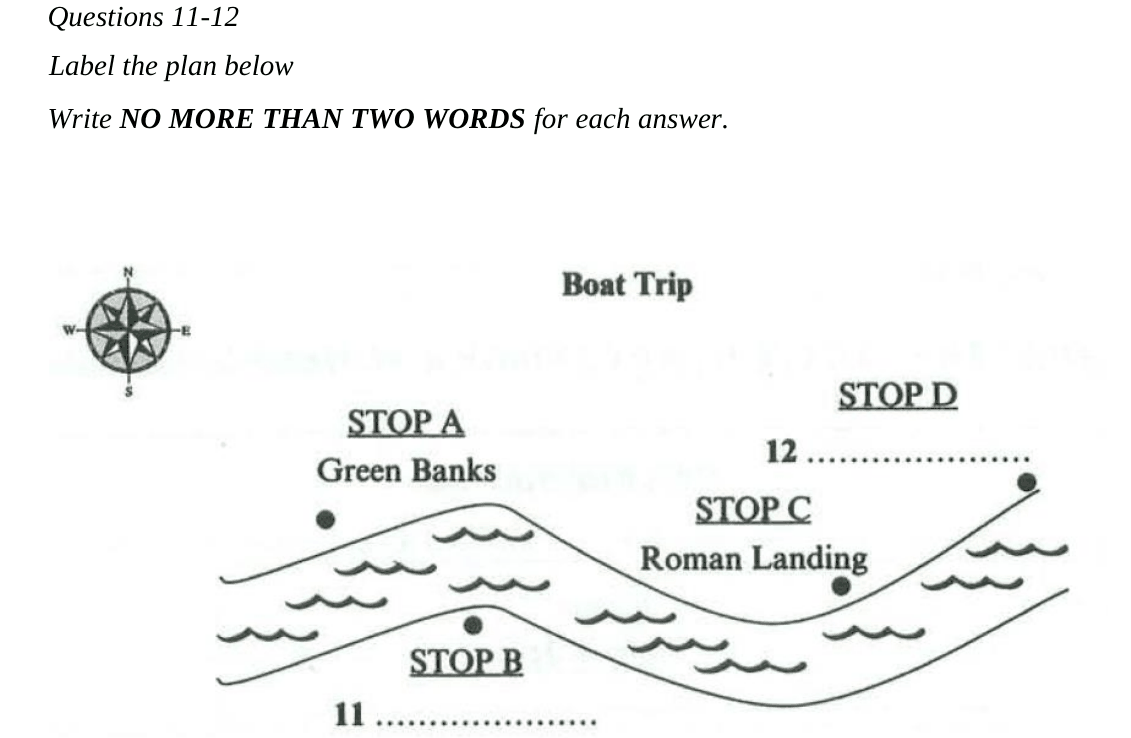 Questions 11-12
Label the plan below
Write NO MORE THAN TWO WORDS for each answer.
N
Boat Trip
W E
S
STOP D
STOP A
12 ......................
Green Banks
STOP C
Roman Landing
STOP B
11 ......................